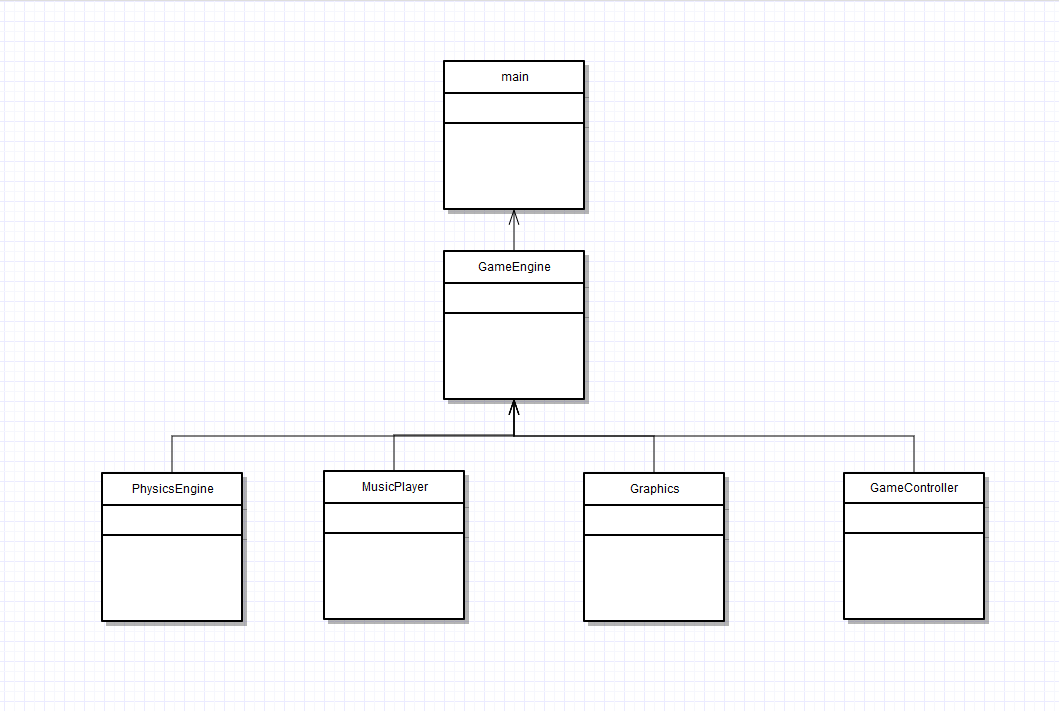 main
GameEngine
PhysicsEngine
MusicPlayer
Graphics
GameController